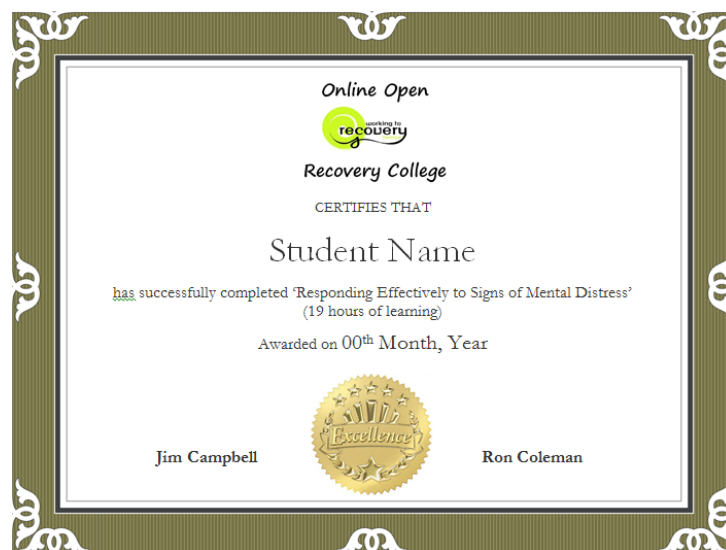 Online Open
working to
recovery
Recovery College
CERTIFIES THAT
Student Name
has successfully completed ‘Responding Effectively to Signs of Mental Distress’
(19 hours of learning)
Awarded on 00th Month, Year
Excellence
Jim Campbell
Ron Coleman